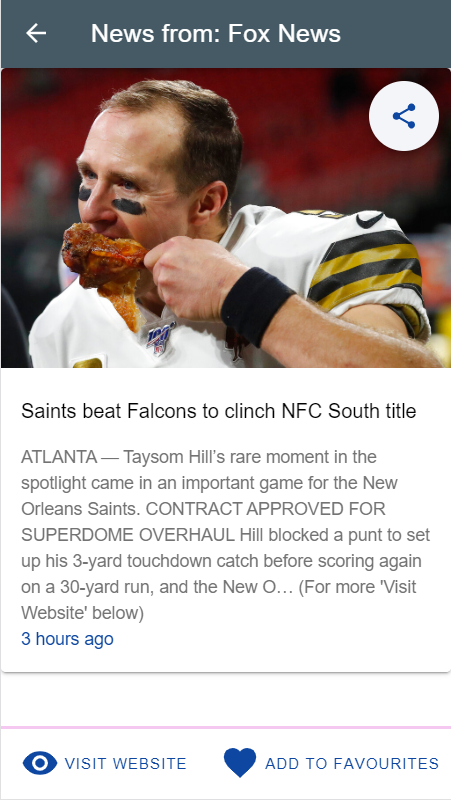 News from: Fox News
Saints beat Falcons to clinch NFC South title
ATLANTA — Taysom Hill’s rare moment in the
spotlight came in an important game for the New
Orleans Saints. CONTRACT APPROVED FOR
SUPERDOME OVERHAUL Hill blocked a punt to set
up his 3-yard touchdown catch before scoring again
on a 30-yard run, and the New O… (For more 'Visit
Website' below)
3 hours ago
VISIT WEBSITE
ADD TO FAVOURITES